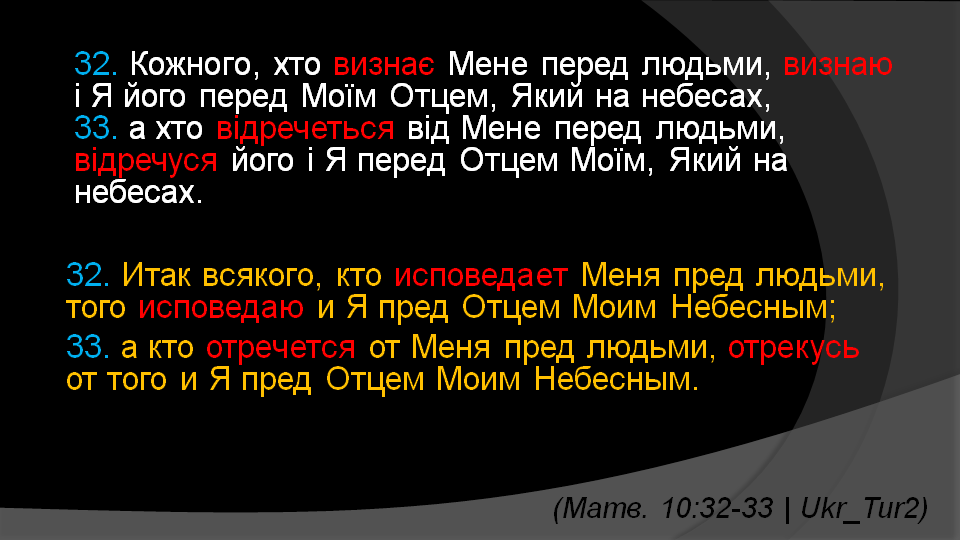 32. Кожного, хто визнає Мене перед людьми, визнаю
і Я його перед Моїм Отцем, Який на небесах,
33. а хто відречеться від Мене перед людьми,
відречуся його і Я перед Отцем Моїм, Який на
небесах.
32. Итак всякого, кто исповедает Меня пред людьми,
того исповедаю и Я пред Отцем Моим Небесным;
33. а кто отречется от Меня пред людьми, отрекусь
от того и Я пред Отцем Моим Небесным.
(Матв. 10:32-33 | Ukr_Tur2)